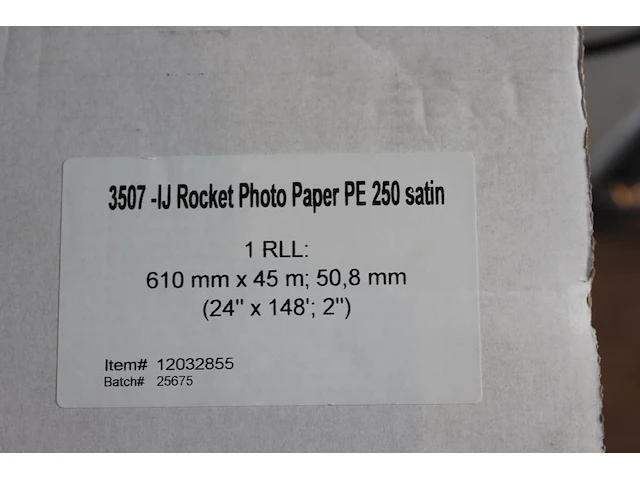 3507 -IJ Rocket Photo Paper PE 250 satin
1 RLL:
610 mm x 45 m; 50,8 mm
(24" x 148'; 2")
Item# 12032855
Batch# 25675